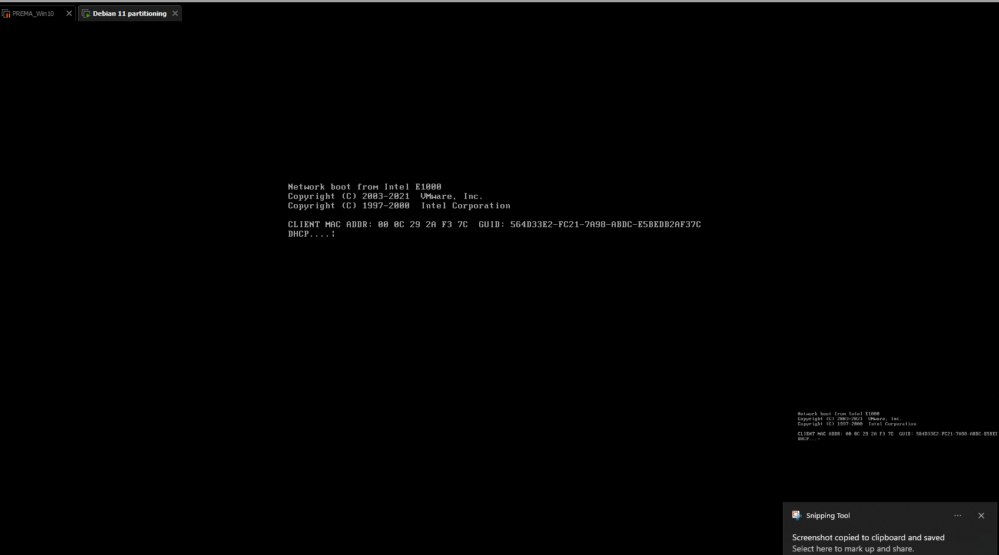 PREMA_Win10
Debian 11 partitioning
Network boot from Intel E1000
Copyright (C) 2003-2021  VMware, Inc.
Copyright (C) 1997-2000  Intel Corporation
CLIENT MAC ADDR: 00 0C 29 2A F3 7C  GUID: 564D33E2-FC21-7A98-ABDC-E5BEDB2AF37C
DHCP....¦
Network boot from Intel E1000
Copyright (C) 2003-2021  VMware, Inc.
Copyright (C) 1997-2000  Intel Corporation
CLIENT MAC ADDR: 00 0C 29 2A F3 7C  GUID: 564D33E2-FC21-7A98-ABDC-E5BED
DHCP...-
Snipping Tool
Screenshot copied to clipboard and saved
Select here to mark up and share.